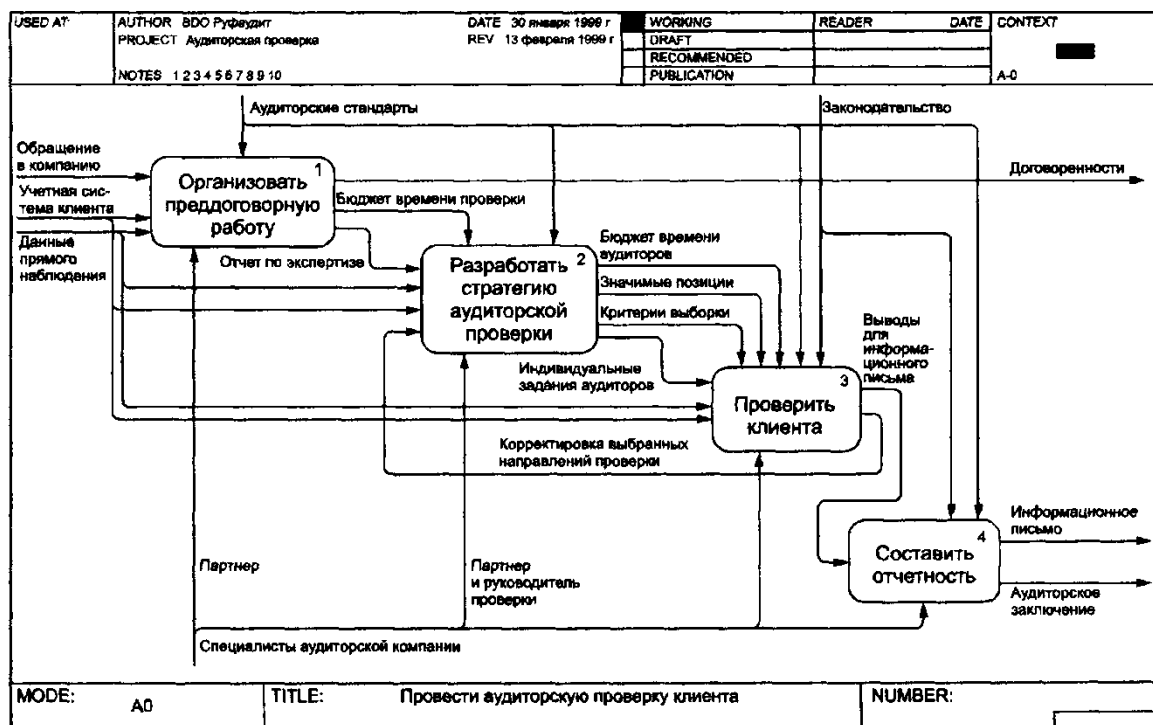 USED AT:
AUTHOR BDO Руфаудит
DATE 30 января 1999 г
WORKING
READER
DATE
CONTEXT
PROJECT Аудиторская проверка
REV 13 февраля 1999 г
DRAFT
RECOMMENDED
NOTES 1 2 3 4 5 6 7 8 9 10
PUBLICATION
A-0
Аудиторские стандарты
Законодательство
Обращение
в компанию
1
Организовать
преддоговорную
работу
Договоренности
Учетная сис-
тема клиента
Бюджет времени проверки
Данные
прямого
наблюдения
Отчет по экспертизе
2
Разработать
стратегию
аудиторской
проверки
Бюджет времени
аудиторов
Значимые позиции
Критерии выборки
Выводы
для
информа-
ционного
письма
Индивидуальные
задания аудиторов
3
Проверить
клиента
Корректировка выбранных
направлений проверки
4
Составить
отчетность
Информационное
письмо
Аудиторское
заключение
Партнер
Партнер
и руководитель
проверки
Специалисты аудиторской компании
MODE:
A0
TITLE:
Провести аудиторскую проверку клиента
NUMBER: